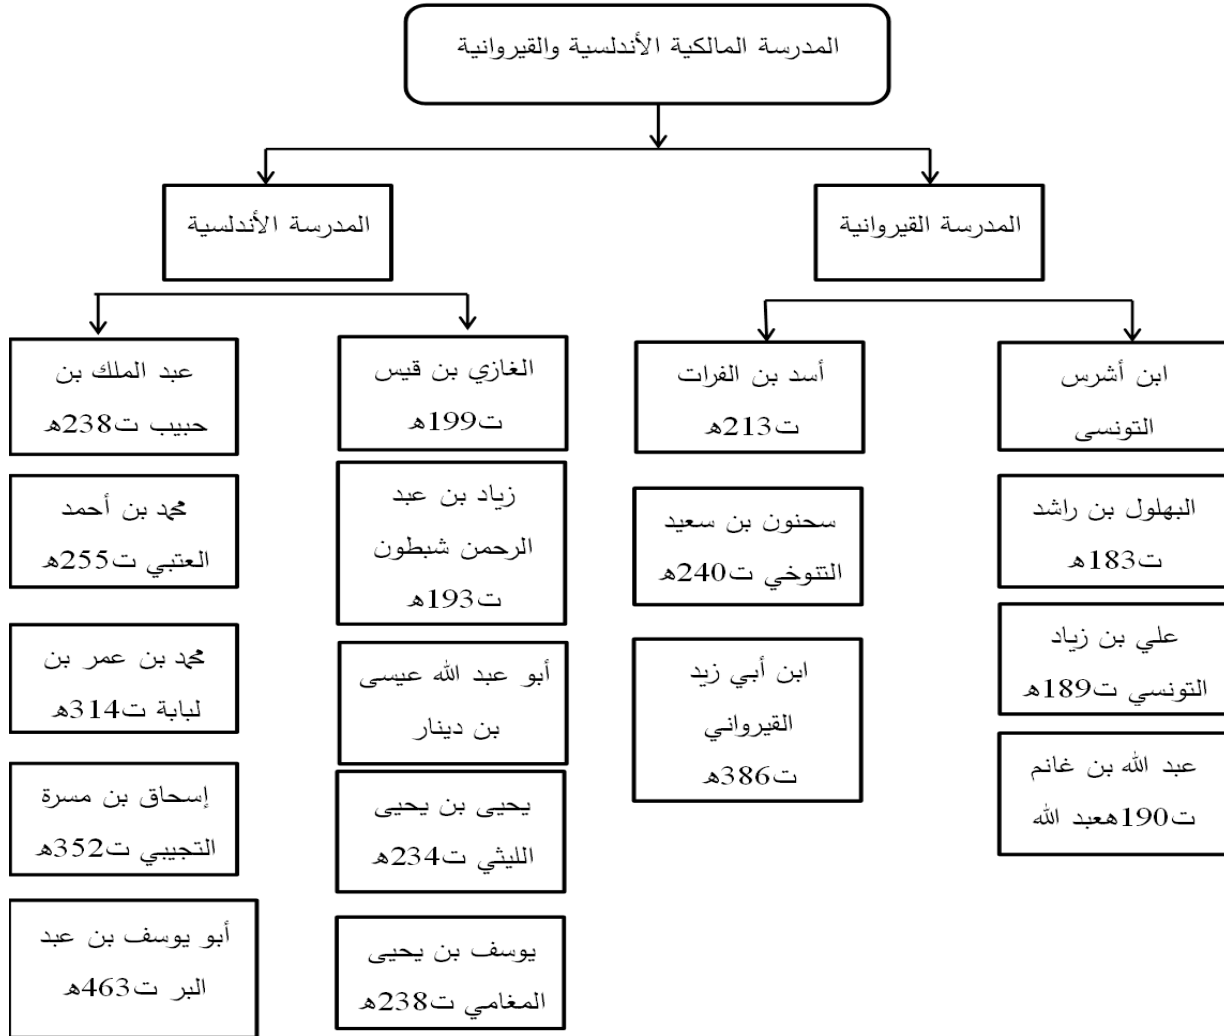 المدرسة المالكية الأندلسية والقيروانية
المدرسة القيروانية
المدرسة الأندلسية
ابن أشرس
التونسى
البهلول بن راشد
ت183ه
علي بن زياد
التونسي ت189ه
عبد الله بن غانم
ت190ههعبد الله
أسد بن الفرات
ت213ه
سحنون بن سعيد
التنوخي ت240ه
ابن أبي زيد
القيرواني
ت386ه
الغازي بن قيس
ت199ه
زياد بن عبد
الرحمن شبطون
ت193ه
أبو عبد الله عيسى
بن دينار
يحيى بن يحيى
الليثي ت234ه
يوسف بن يحيى
المغامي ت238ه
عبد الملك بن
حبيب ت238ه
محمد بن أحمد
العتبي ت255ه
محمد بن عمر بن
لبابة ت314ه
إسحاق بن مسرة
التجيبي ت352ه
أبو يوسف بن عبد
البر ت463ه